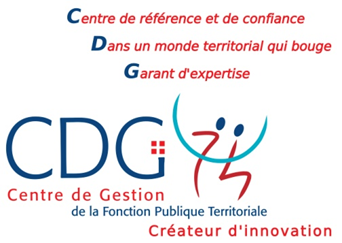 Centre de référence et de confiance
Dans un monde territorial qui bouge
Garant d'expertise
CDG
Centre de Gestion
de la Fonction Publique Territoriale
Créateur d'innovation